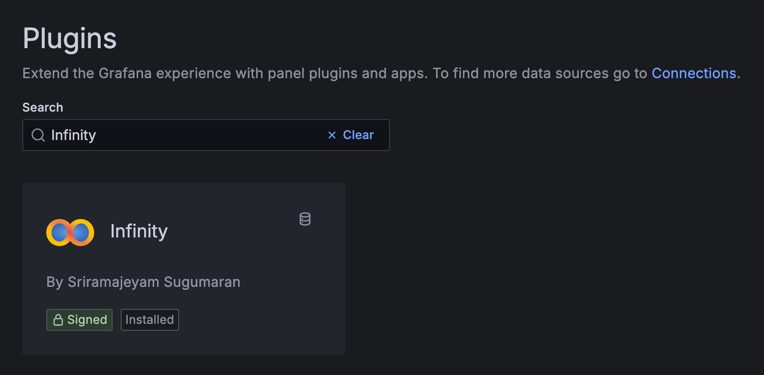 Plugins
Extend the Grafana experience with panel plugins and apps. To find more data sources go to Connections.
Search
Infinity
Clear
Infinity
By Sriramajeyam Sugumaran
Signed
Installed